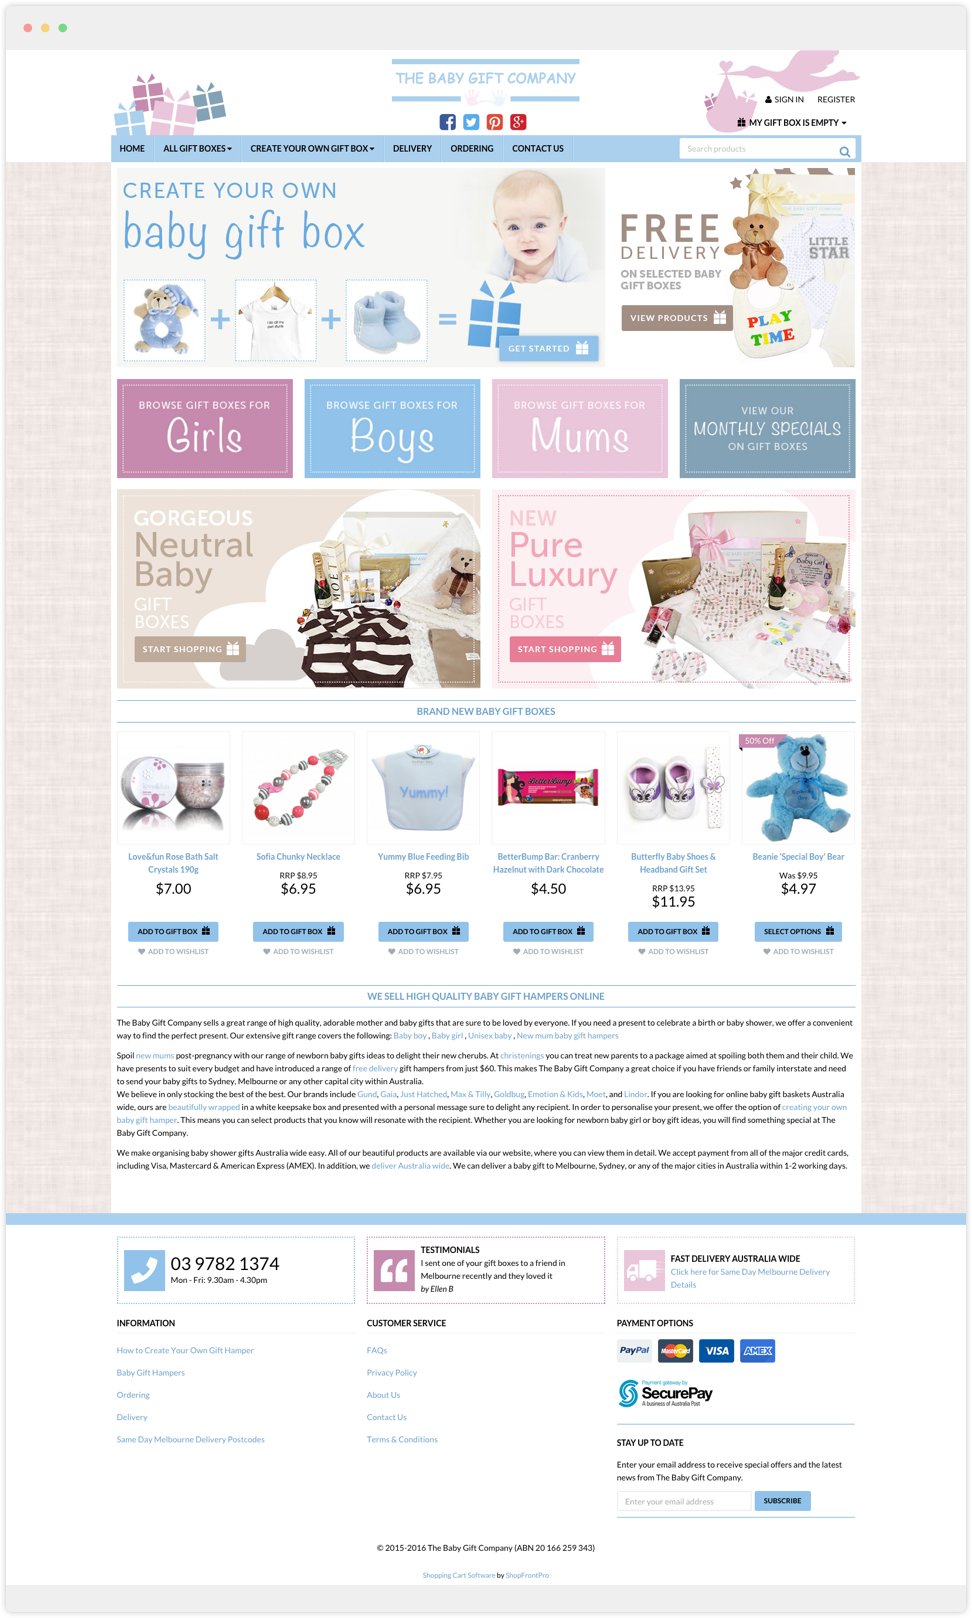 THE BABY GIFT COMPANY
SIGN IN REGISTER
MY GIFT BOX IS EMPTY
HOME ALL GIFT BOXES CREATE YOUR OWN GIFT BOX DELIVERY ORDERING CONTACT US Search products
CREATE YOUR OWN
baby gift box
GET STARTED
FREE
DELIVERY
ON SELECTED BABY
GIFT BOXES
VIEW PRODUCTS
LITTLE
STAR
PLAY
TIME
BROWSE GIFT BOXES FOR
Girls
BROWSE GIFT BOXES FOR
Boys
BROWSE GIFT BOXES FOR
Mums
VIEW OUR
MONTHLY SPECIALS
ON GIFT BOXES
GORGEOUS
Neutral
Baby
GIFT
BOXES
START SHOPPING
NEW
Pure
Luxury
GIFT
BOXES
START SHOPPING
BRAND NEW BABY GIFT BOXES
Yummy!
BetterBump
50% Off
Love&fun Rose Bath Salt
Crystals 190g
$7.00
ADD TO GIFT BOX
ADD TO WISHLIST
Sofia Chunky Necklace
RRP $8.95
$6.95
ADD TO GIFT BOX
ADD TO WISHLIST
Yummy Blue Feeding Bib
RRP $7.95
$6.95
ADD TO GIFT BOX
ADD TO WISHLIST
BetterBump Bar: Cranberry
Hazelnut with Dark Chocolate
$4.50
ADD TO GIFT BOX
ADD TO WISHLIST
Butterfly Baby Shoes &
Headband Gift Set
RRP $13.95
$11.95
ADD TO GIFT BOX
ADD TO WISHLIST
Beanie 'Special Boy' Bear
Was $9.95
$4.97
SELECT OPTIONS
ADD TO WISHLIST
WE SELL HIGH QUALITY BABY GIFT HAMPERS ONLINE
The Baby Gift Company sells a great range of high quality, adorable mother and baby gifts that are sure to be loved by everyone. If you need a present to celebrate a birth or baby shower, we offer a convenient
way to find the perfect present. Our extensive gift range covers the following: Baby boy , Baby girl , Unisex baby , New mum baby gift hampers
Spoil new mums post-pregnancy with our range of newborn baby gifts ideas to delight their new cherubs. At christenings you can treat new parents to a package aimed at spoiling both them and their child. We
have presents to suit every budget and have introduced a range of free delivery gift hampers from just $60. This makes The Baby Gift Company a great choice if you have friends or family interstate and need
to send your baby gifts to Sydney, Melbourne or any other capital city within Australia.
We believe in only stocking the best of the best. Our brands include Gund, Gaia, Just Hatched, Max & Tilly, Goldbug, Emotion & Kids, Moet, and Lindor. If you are looking for online baby gift baskets Australia
wide, ours are beautifully wrapped in a white keepsake box and presented with a personal message sure to delight any recipient. In order to personalise your present, we offer the option of creating your own
baby gift hamper. This means you can select products that you know will resonate with the recipient. Whether you are looking for newborn baby girl or boy gift ideas, you will find something special at The
Baby Gift Company.
We make organising baby shower gifts Australia wide easy. All of our beautiful products are available via our website, where you can view them in detail. We accept payment from all of the major credit cards,
including Visa, Mastercard & American Express (AMEX). In addition, we deliver Australia wide. We can deliver a baby gift to Melbourne, Sydney, or any of the major cities in Australia within 1-2 working days.
03 9782 1374
Mon - Fri: 9.30am - 4.30pm
TESTIMONIALS
I sent one of your gift boxes to a friend in
Melbourne recently and they loved it
by Ellen B
FAST DELIVERY AUSTRALIA WIDE
Click here for Same Day Melbourne Delivery
Details
INFORMATION
How to Create Your Own Gift Hamper
Baby Gift Hampers
Ordering
Delivery
Same Day Melbourne Delivery Postcodes
CUSTOMER SERVICE
FAQs
Privacy Policy
About Us
Contact Us
Terms & Conditions
PAYMENT OPTIONS
PayPal MasterCard VISA AMEX
Payment gateway by
SecurePay
A business of Australia Post
STAY UP TO DATE
Enter your email address to receive special offers and the latest
news from The Baby Gift Company.
Enter your email address SUBSCRIBE
© 2015-2016 The Baby Gift Company (ABN 20 166 259 343)
Shopping Cart Software by ShopFrontPro